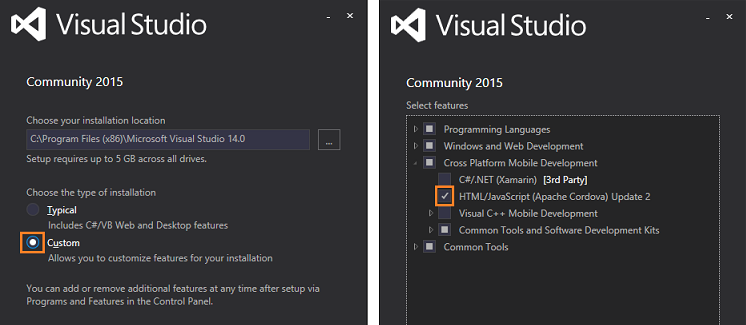 Visual Studio
Community 2015
Choose your installation location
C:\Program Files (x86)\Microsoft Visual Studio 14.0
...
Setup requires up to 5 GB across all drives.
Choose the type of installation
Typical
Includes C#/VB Web and Desktop features
Custom
Allows you to customize features for your installation
You can add or remove additional features at any time after setup via
Programs and Features in the Control Panel.
Visual Studio
Community 2015
Select features
Programming Languages
Windows and Web Development
Cross Platform Mobile Development
C#/.NET (Xamarin) [3rd Party]
HTML/JavaScript (Apache Cordova) Update 2
Visual C++ Mobile Development
Common Tools and Software Development Kits
Common Tools